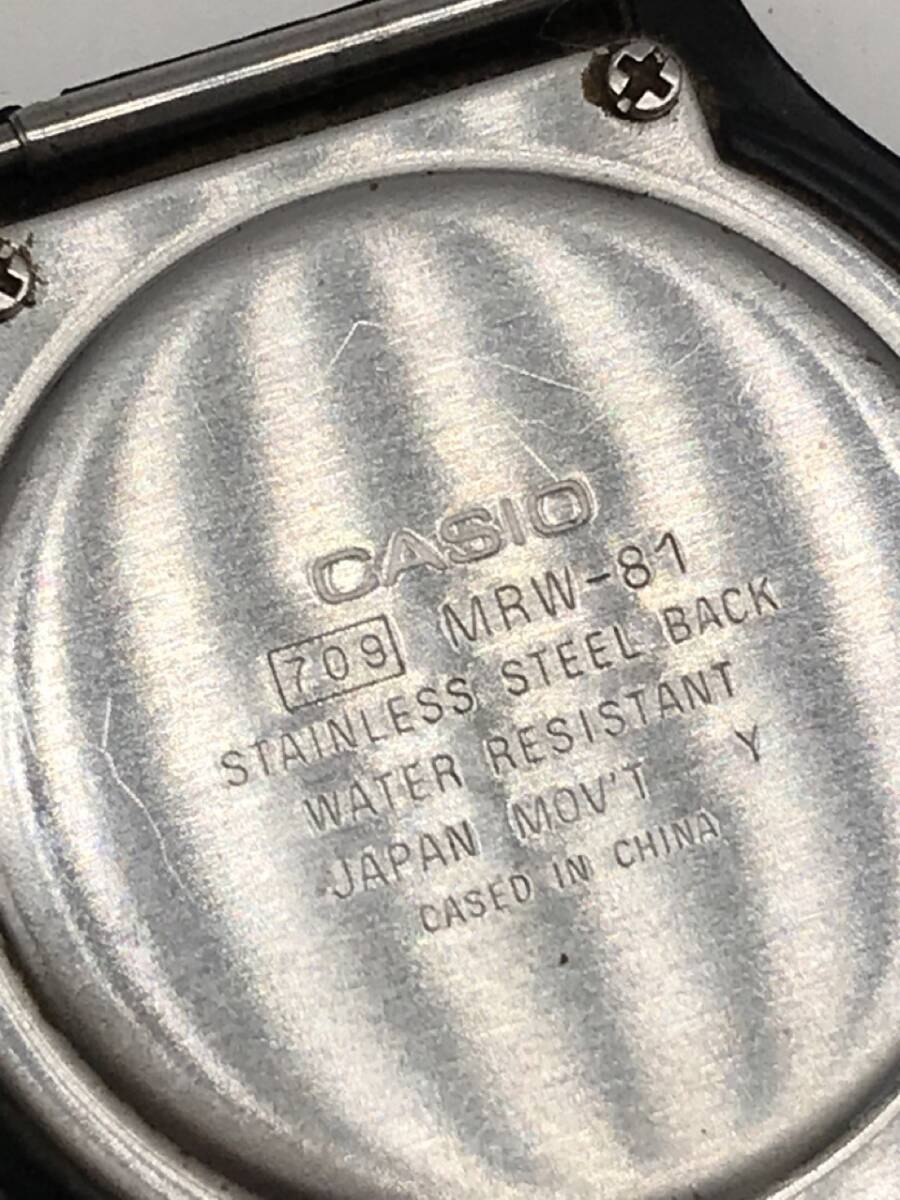 CASIO
709 MRW-81
STAINLESS STEEL BACK
WATER RESISTANT
JAPAN MOV'T Y
CASED IN CHINA